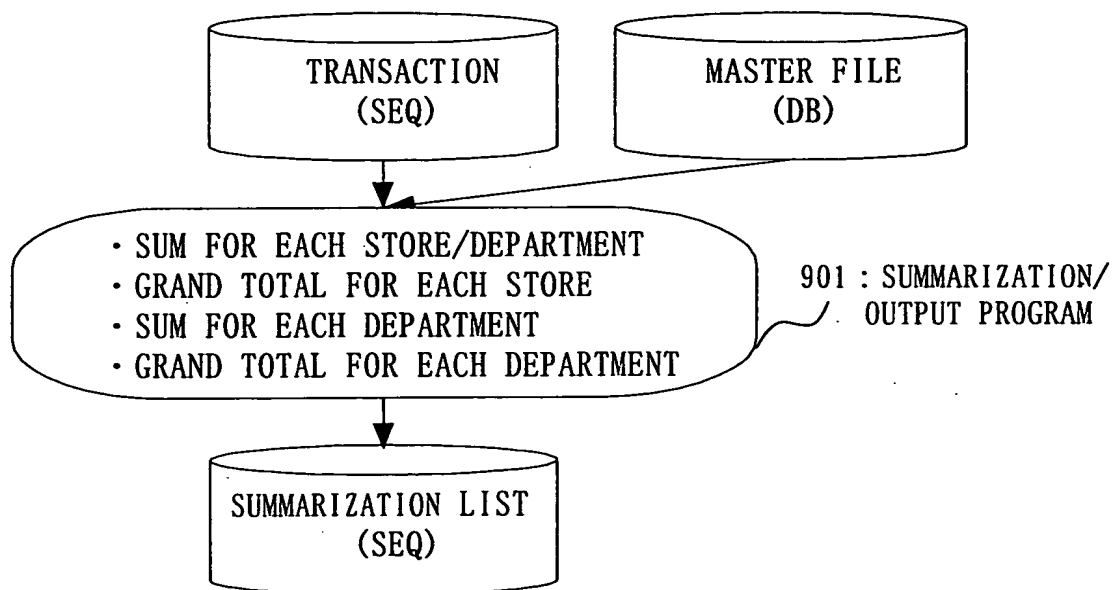 TRANSACTION
(SEQ)
MASTER FILE
(DB)
・SUM FOR EACH STORE/DEPARTMENT
・GRAND TOTAL FOR EACH STORE
・SUM FOR EACH DEPARTMENT
・GRAND TOTAL FOR EACH DEPARTMENT
901 : SUMMARIZATION/
OUTPUT PROGRAM
SUMMARIZATION LIST
(SEQ)